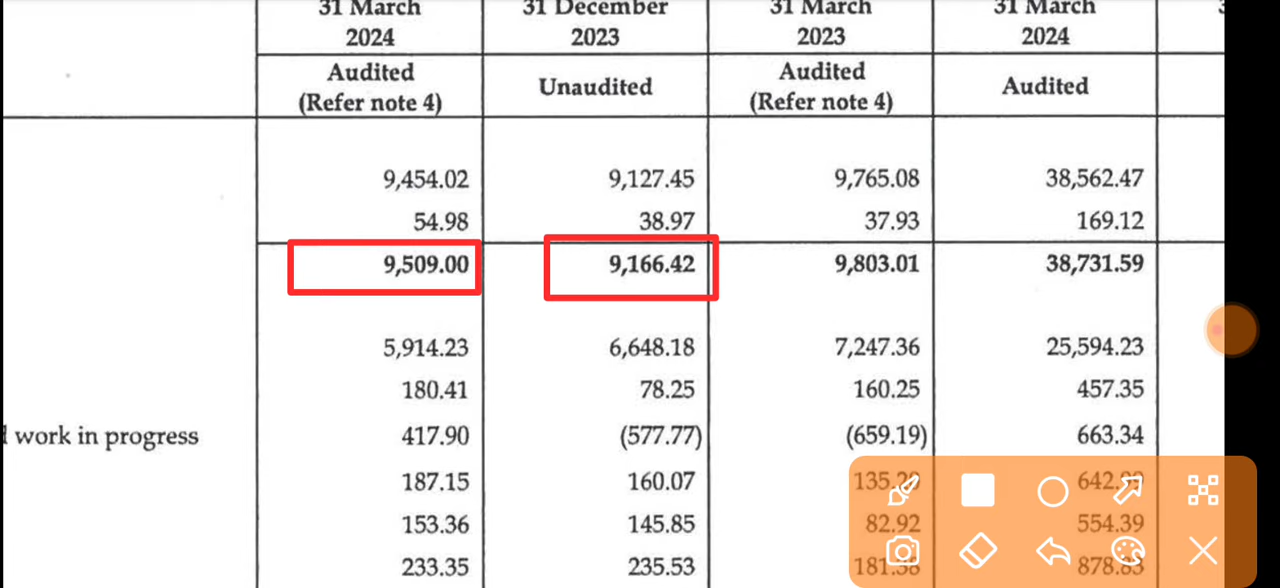 31 March 31 December 31 March 31 March
2024 2023 2023 2024
Audited Unaudited Audited Audited
(Refer note 4) (Refer note 4)
9,454.02 9,127.45 9,765.08 38,562.47
54.98 38.97 37.93 169.12
9,509.00 9,166.42 9,803.01 38,731.59
5,914.23 6,648.18 7,247.36 25,594.23
180.41 78.25 160.25 457.35
work in progress 417.90 (577.77) (659.19) 663.34
187.15 160.07
153.36 145.85 82.92 554.39
233.35 235.53